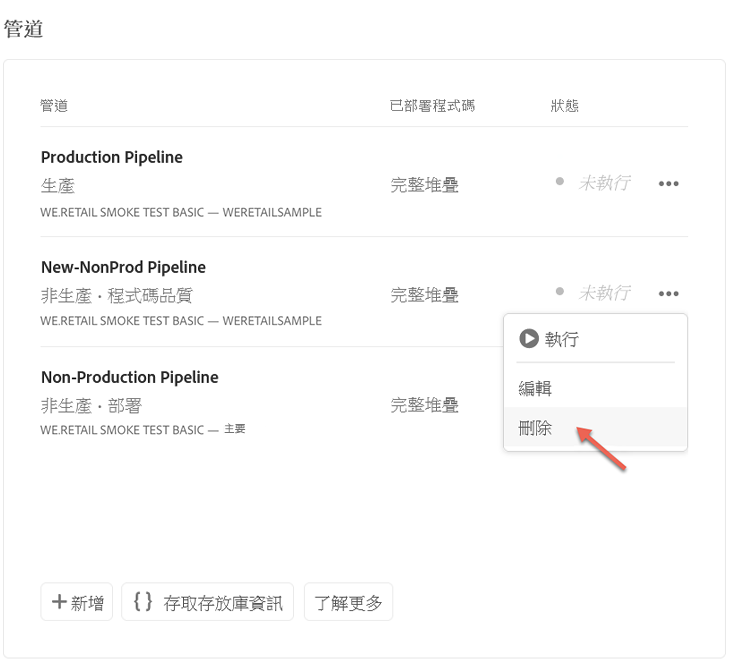 管道
管道 已部署程式碼 狀態
Production Pipeline
生產 完整堆疊 未執行
WE.RETAIL SMOKE TEST BASIC — WERETAILSAMPLE
New-NonProd Pipeline
非生產・程式碼品質 完整堆疊 未執行
WE.RETAIL SMOKE TEST BASIC — WERETAILSAMPLE
執行
Non-Production Pipeline
編輯
非生產・部署 完整堆疊
刪除
WE.RETAIL SMOKE TEST BASIC — 主要
新增 存取存放庫資訊 了解更多